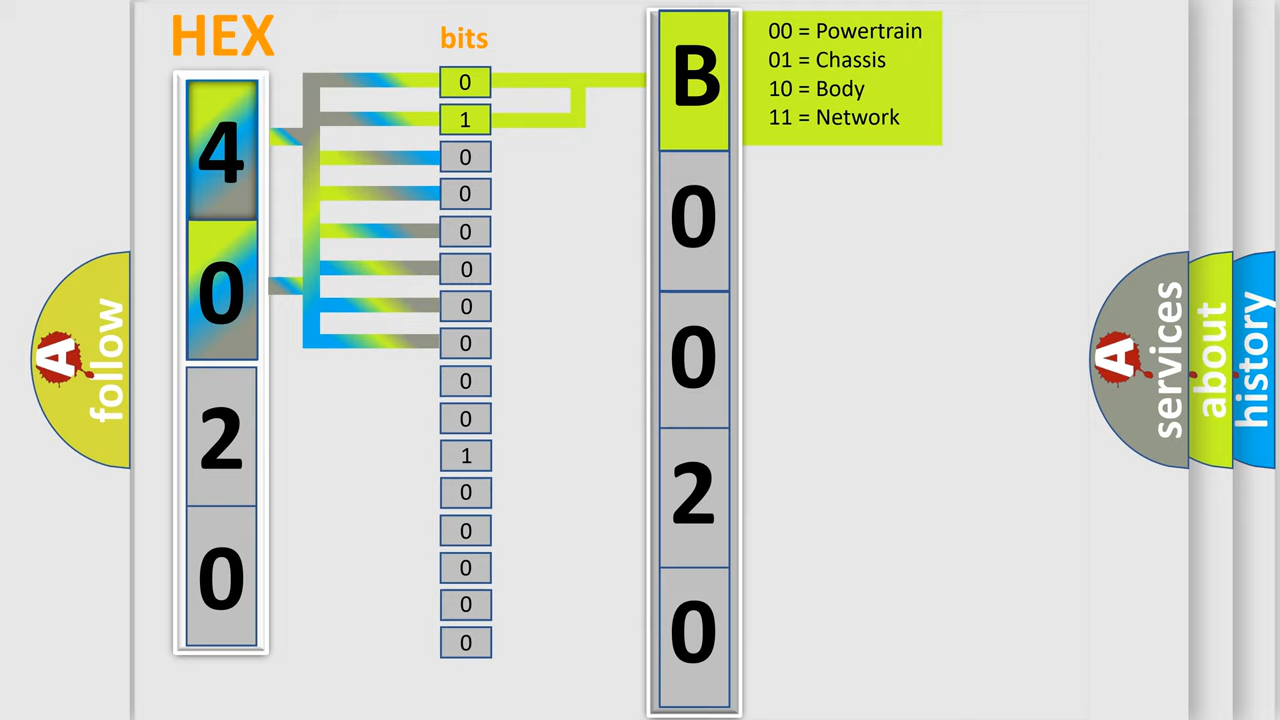 HEX
bits
4
0
2
0
0
1
0
0
0
0
0
0
0
0
1
0
0
0
0
0
B
0
0
2
0
00 = Powertrain
01 = Chassis
10 = Body
11 = Network
A
follow
A
services
about
history